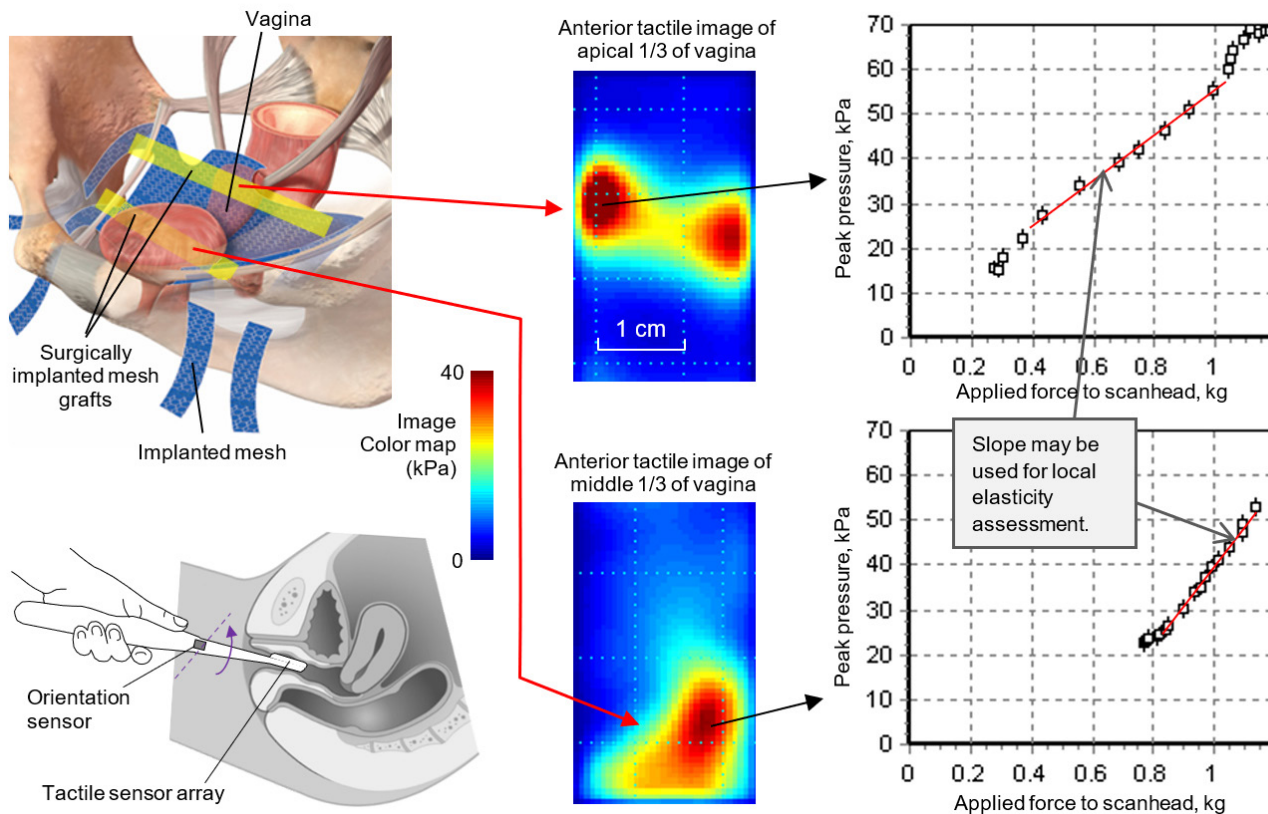 Vagina
Surgically
implanted mesh
grafts
Implanted mesh
40
Image
Color map
(kPa)
0
Orientation
sensor
Tactile sensor array
Anterior tactile image of
apical 1/3 of vagina
1 cm
Anterior tactile image of
middle 1/3 of vagina
Peak pressure, kPa
70
60
50
40
30
20
10
0
0 0.2 0.4 0.6 0.8 1
Applied force to scanhead, kg
Slope may be
used for local
elasticity
assessment.
Peak pressure, kPa
70
60
50
40
30
20
10
0
0 0.2 0.4 0.6 0.8 1
Applied force to scanhead, kg